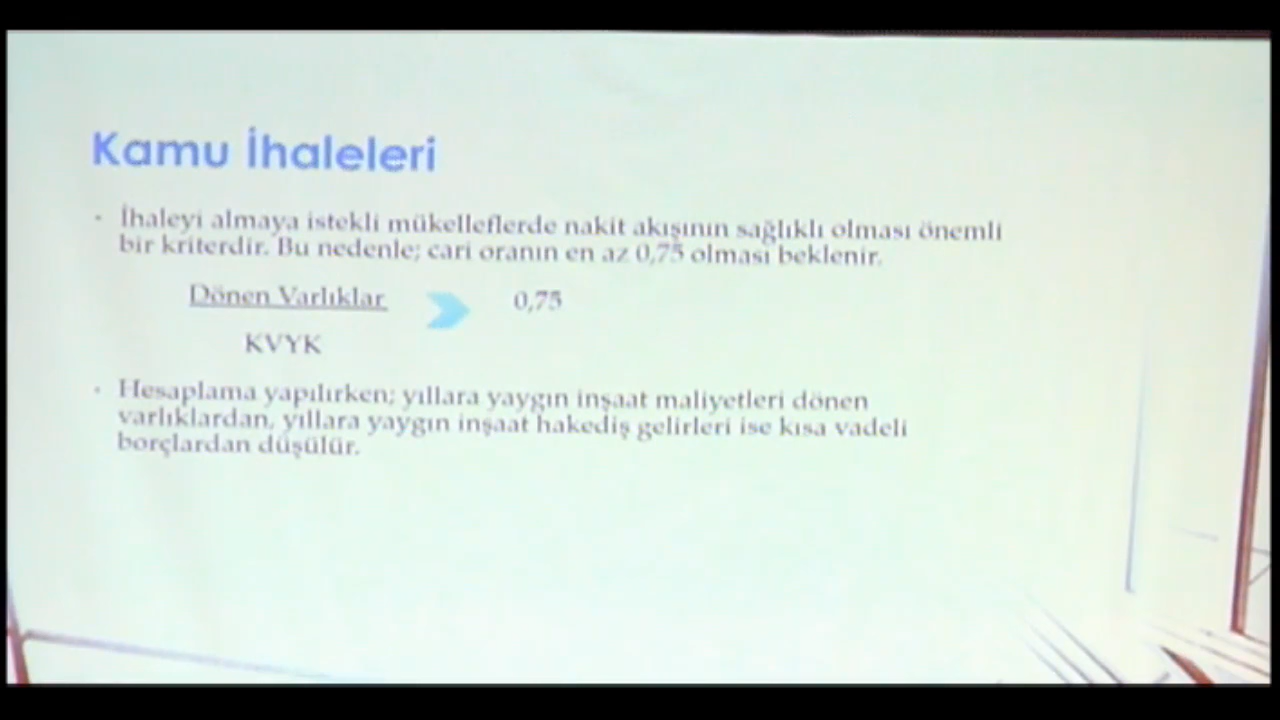 Kamu İhaleleri
· İhaleyi almaya istekli mükelleflerde nakit akışının sağlıklı olması önemli
bir kriterdir. Bu nedenle; cari oranın en az 0,75 olması beklenir.
Dönen Varlıklar 0,75
KVYK
· Hesaplama yapılırken; yıllara yaygın inşaat maliyetleri dönen
varlıklardan, yıllara yaygın inşaat hakediş gelirleri ise kısa vadeli
borçlardan düşülür.